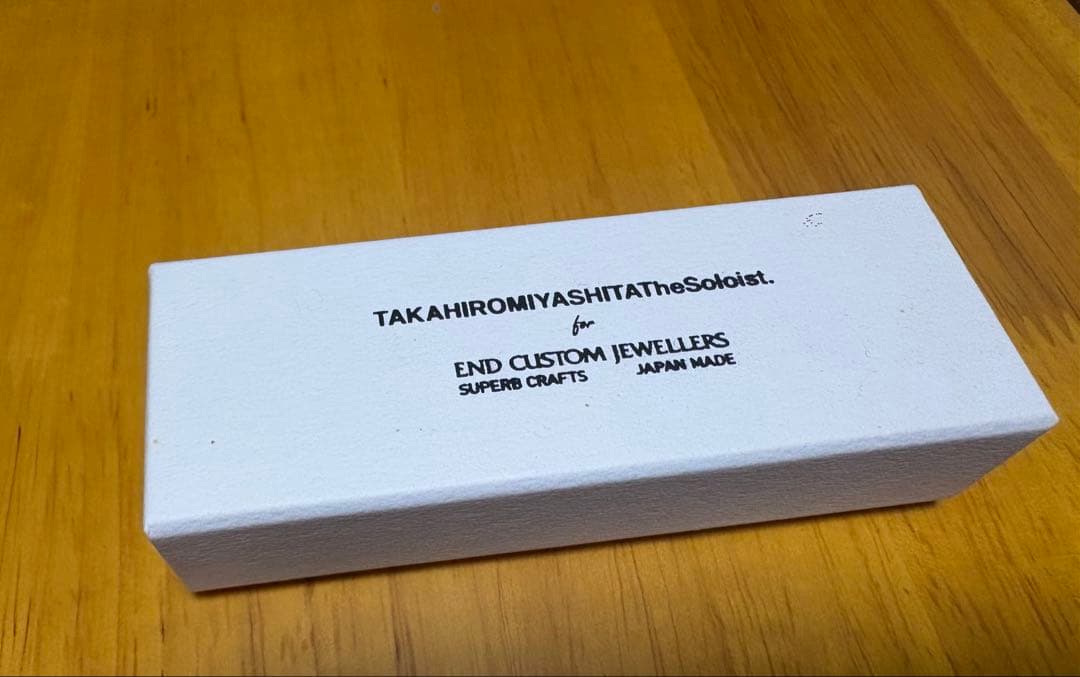 TAKAHIROMIYASHITATheSoloist.
for
END CUSTOM JEWELLERS
SUPERB CRAFTS JAPAN MADE